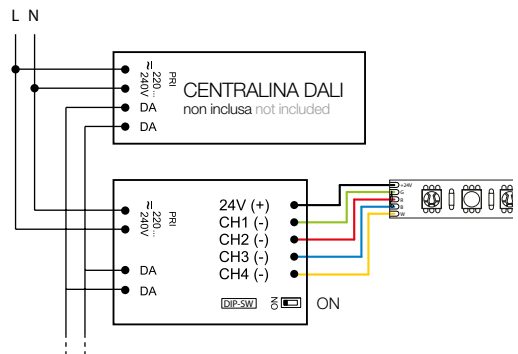 L N
≂ 220... 240V
PRI
CENTRALINA DALI
non inclusa not included
DA
DA
≂ 220... 240V
PRI
24V (+)
CH1 (-)
CH2 (-)
CH3 (-)
CH4 (-)
DA
DA
DIP-SW
ON
ON
+24V
G
R
B
W